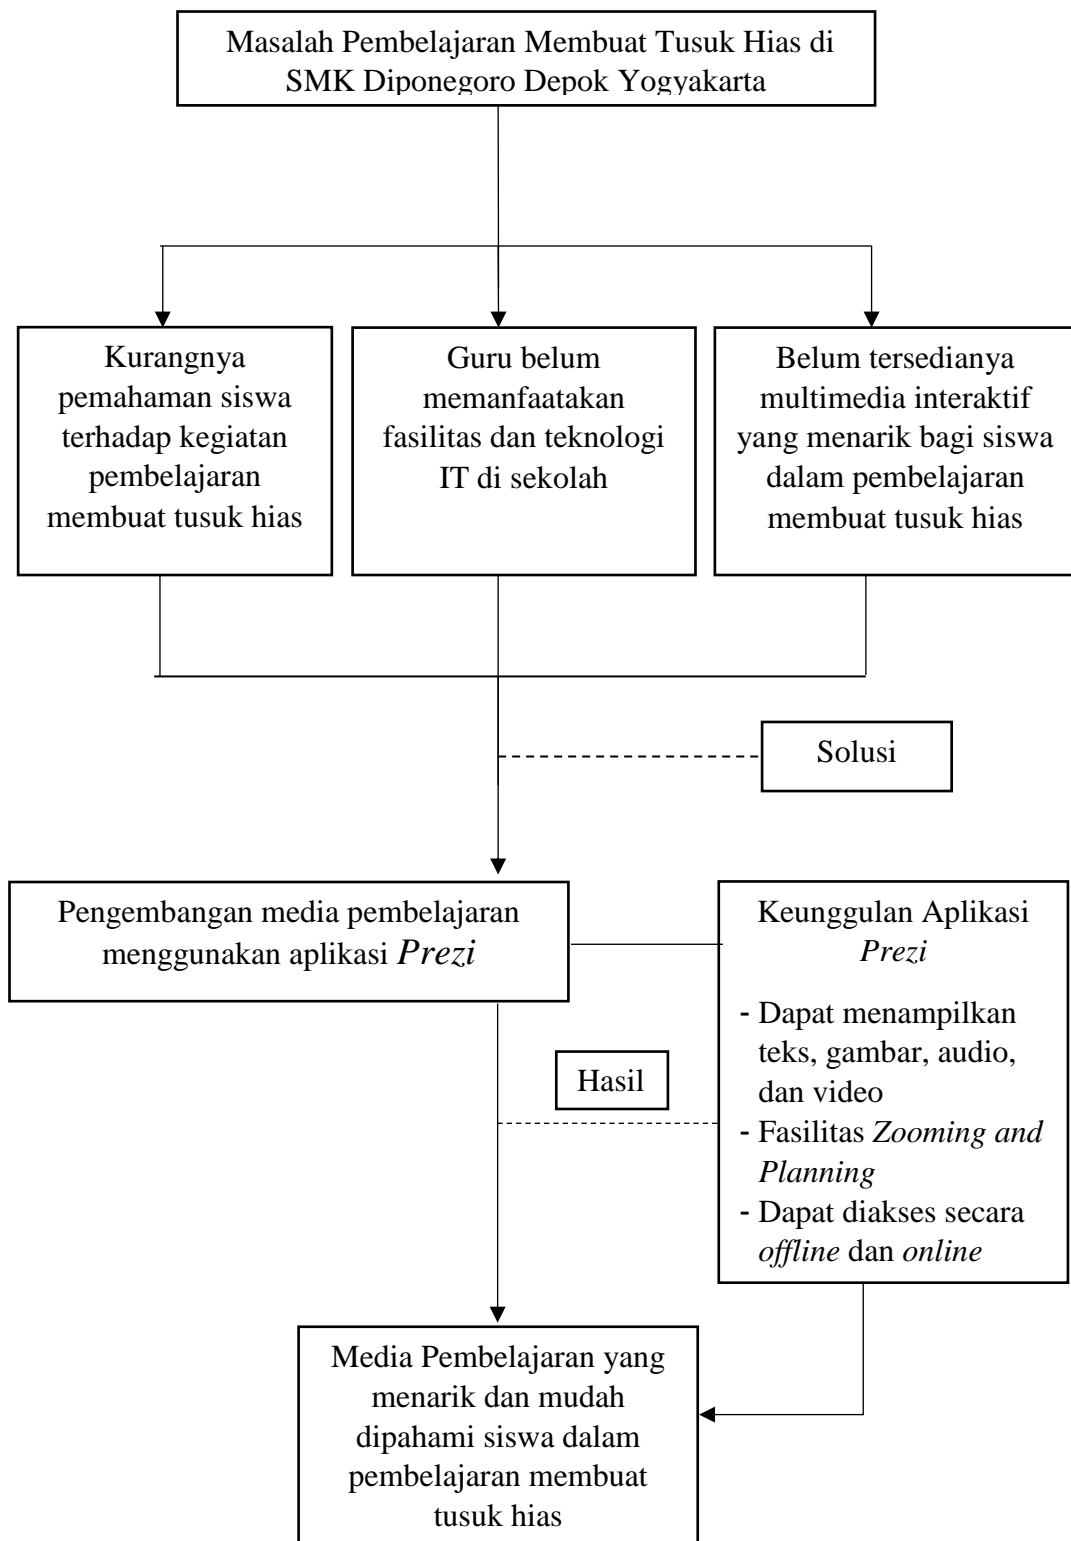 Masalah Pembelajaran Membuat Tusuk Hias di
SMK Diponegoro Depok Yogyakarta
Kurangnya
pemahaman siswa
terhadap kegiatan
pembelajaran
membuat tusuk hias
Guru belum
memanfaatakan
fasilitas dan teknologi
IT di sekolah
Belum tersedianya
multimedia interaktif
yang menarik bagi siswa
dalam pembelajaran
membuat tusuk hias
Solusi
Pengembangan media pembelajaran
menggunakan aplikasi Prezi
Keunggulan Aplikasi
Prezi
- Dapat menampilkan
teks, gambar, audio,
dan video
- Fasilitas Zooming and
Planning
- Dapat diakses secara
offline dan online
Hasil
Media Pembelajaran yang
menarik dan mudah
dipahami siswa dalam
pembelajaran membuat
tusuk hias